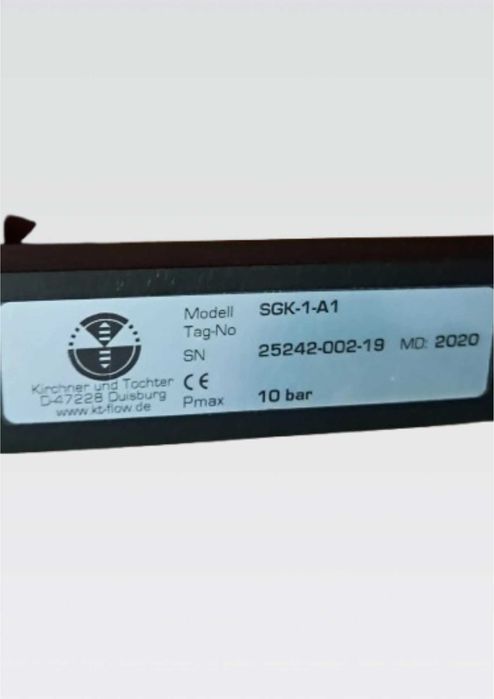 Modell SGK-1-A1
Tag-No
SN 25242-002-19 MD: 2020
CE
Pmax 10 bar
Kirchner und Tochter
D-47228 Duisburg
www.kt-flow.de